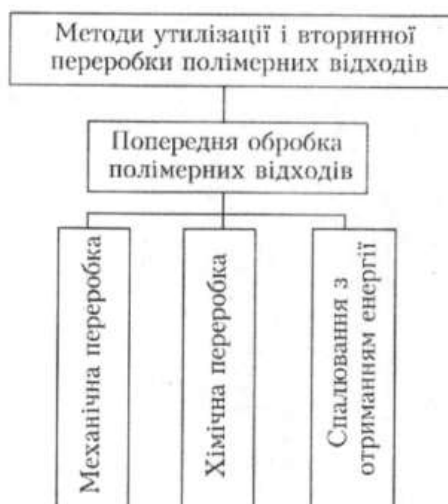 Методи утилізації і вторинної
переробки полімерних відходів
Попередня обробка
полімерних відходів
Механічна переробка
Хімічна переробка
Спалювання з
отриманням енергії